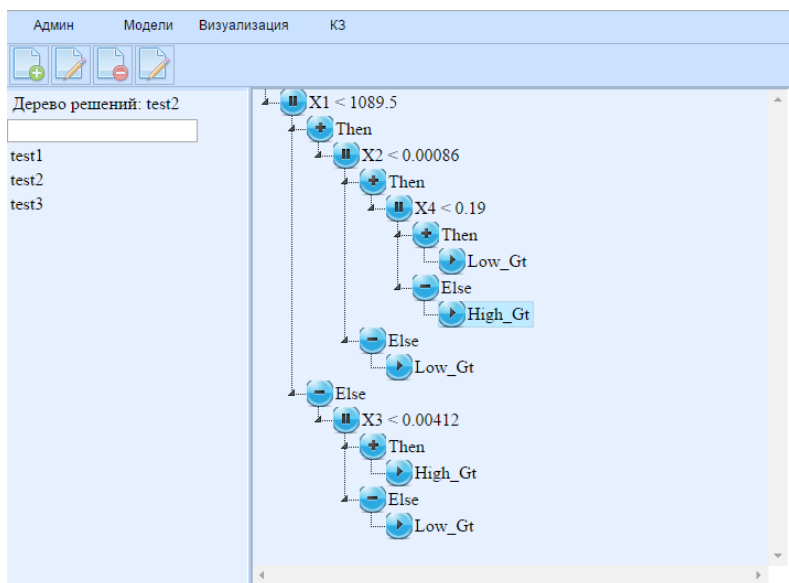 Админ Модели Визуализация КЗ
Дерево решений: test2
test1
test2
test3
X1 < 1089.5
Then
X2 < 0.00086
Then
X4 < 0.19
Then
Low_Gt
Else
High_Gt
Else
Low_Gt
Else
X3 < 0.00412
Then
High_Gt
Else
Low_Gt